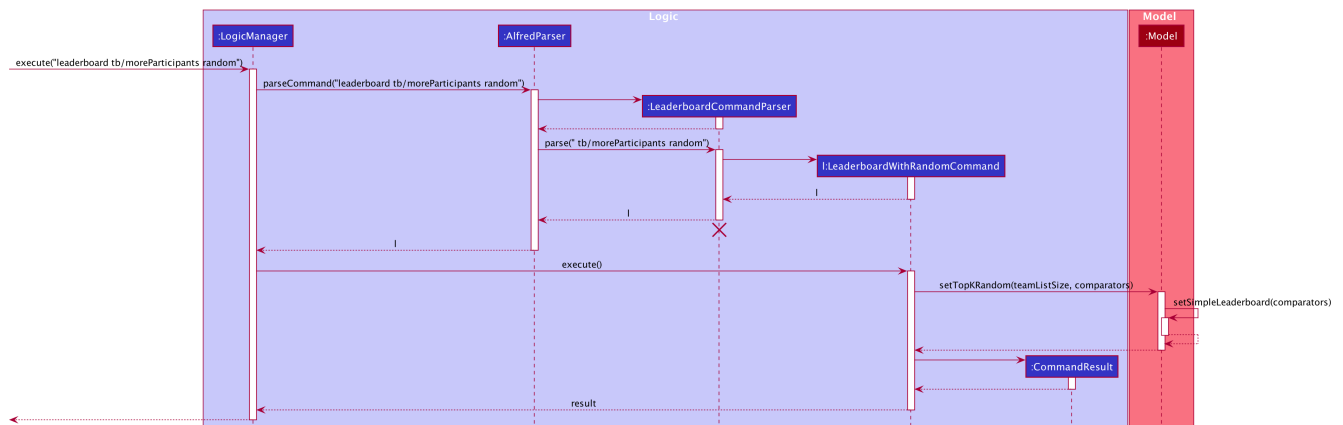 Logic
Model
:LogicManager
:AlfredParser
:Model
execute("leaderboard tb/moreParticipants random")
parseCommand("leaderboard tb/moreParticipants random")
:LeaderboardCommandParser
parse(" tb/moreParticipants random")
l:LeaderboardWithRandomCommand
l
l
l
execute()
setTopKRandom(teamListSize, comparators)
setSimpleLeaderboard(comparators)
:CommandResult
result